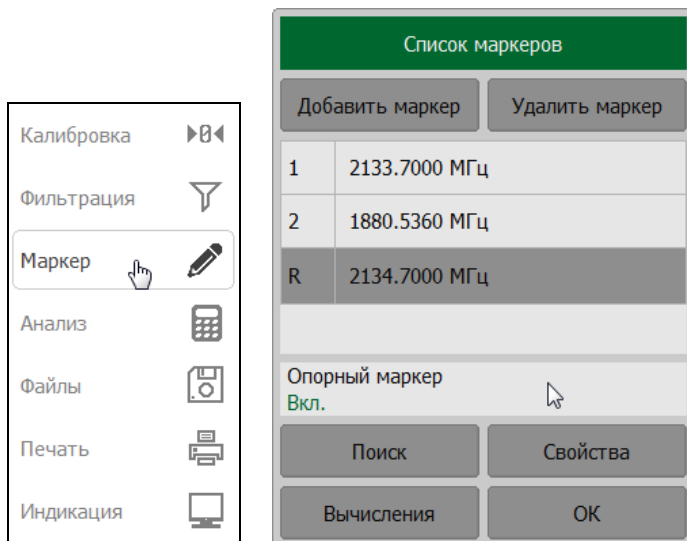 Калибровка
Фильтрация
Маркер
Анализ
Файлы
Печать
Индикация
Список маркеров
Добавить маркер Удалить маркер
1 2133.7000 МГц
2 1880.5360 МГц
R 2134.7000 МГц
Опорный маркер
Вкл.
Поиск Свойства
Вычисления ОК